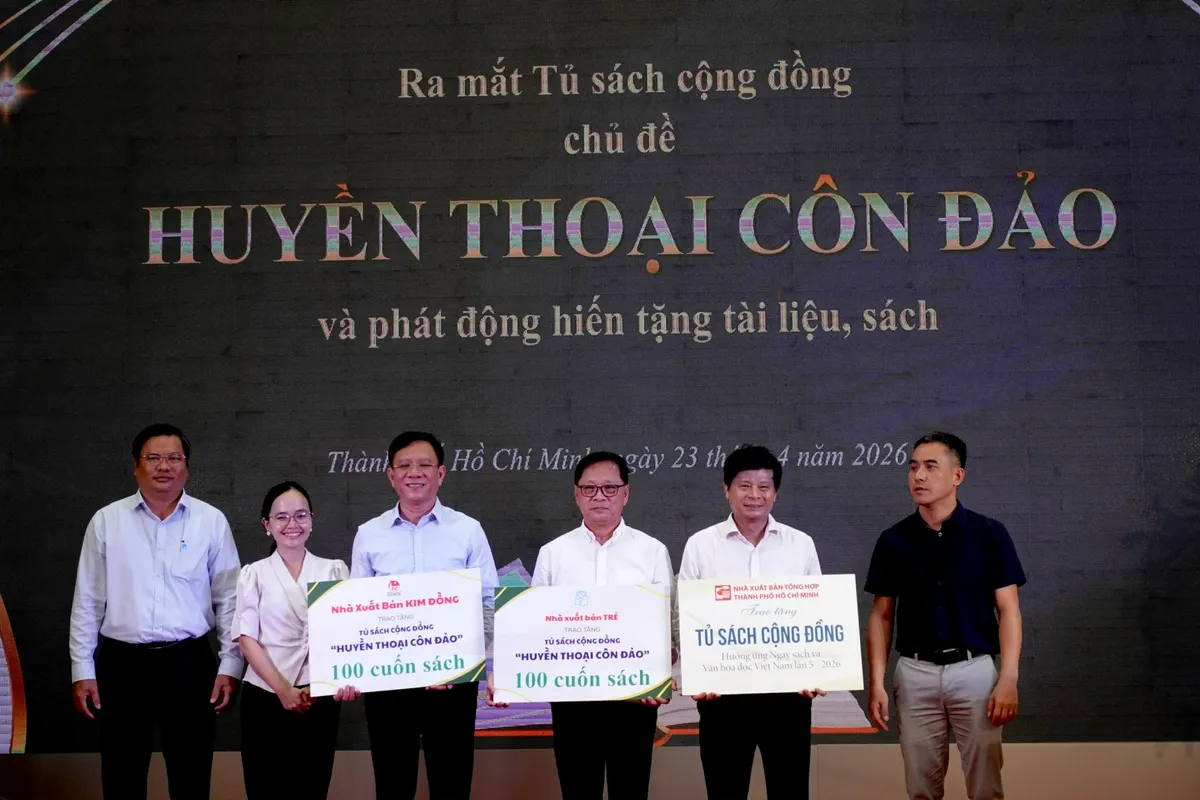 Ra mắt Tủ sách cộng đồng
chủ đề
HUYỀN THOẠI CÔN ĐẢO
và phát động hiến tặng tài liệu, sách
Thành Hồ Chí Minh, ngày 23 4 năm 2026
Nhà Xuất Bản KIM ĐỒNG
TRAO TẶNG
TỦ SÁCH CỘNG ĐỒNG
"HUYỀN THOẠI CÔN ĐẢO"
100 cuốn sách
Nhà xuất bản TRẺ
TRAO TẶNG
TỦ SÁCH CỘNG ĐỒNG
"HUYỀN THOẠI CÔN ĐẢO"
100 cuốn sách
NHÀ XUẤT BẢN TỔNG HỢP
THÀNH PHỐ HỒ CHÍ MINH
Trao tặng
TỦ SÁCH CỘNG ĐỒNG
Hưởng ứng Ngày sách và
Văn hóa đọc Việt Nam lần 5 - 2026